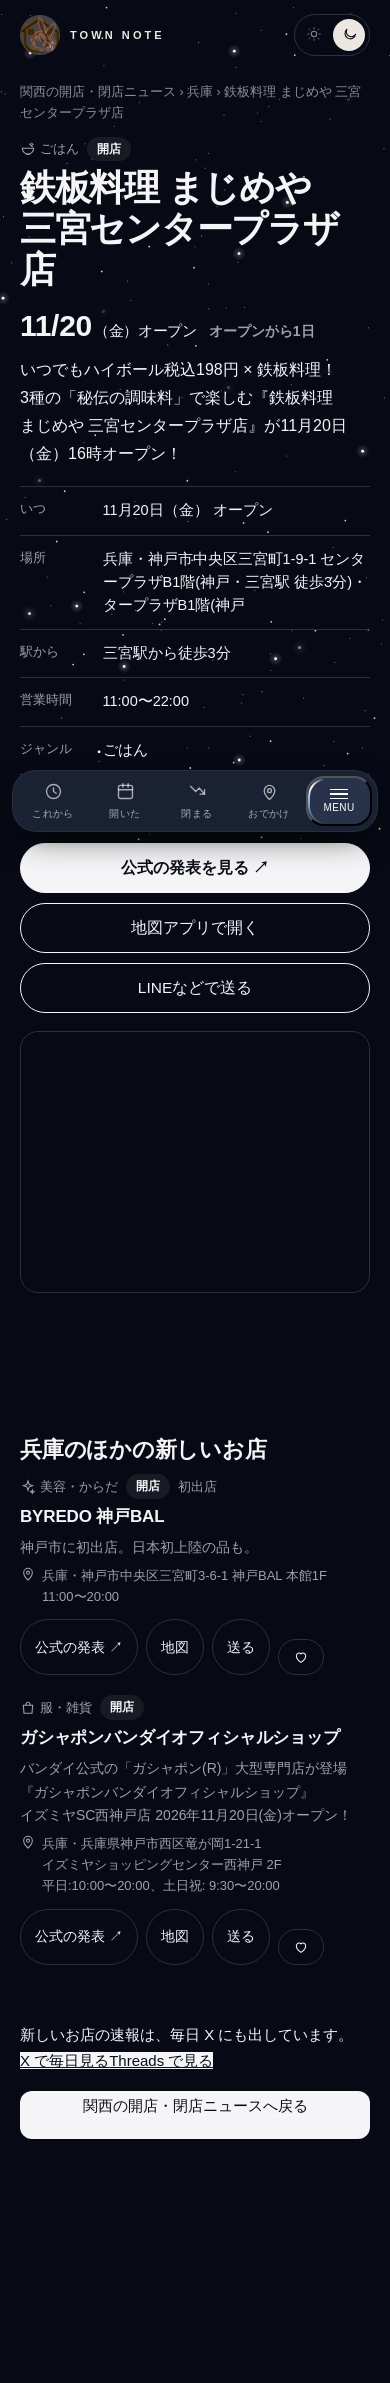 TOWN NOTE
関西の開店・閉店ニュース › 兵庫 › 鉄板料理 まじめや 三宮
センタープラザ店
ごはん 開店
鉄板料理 まじめや
三宮センタープラザ
店
11/20（金）オープン オープンから1日
いつでもハイボール税込198円 × 鉄板料理！
3種の「秘伝の調味料」で楽しむ『鉄板料理
まじめや 三宮センタープラザ店』が11月20日
（金）16時オープン！
いつ 11月20日（金） オープン
場所 兵庫・神戸市中央区三宮町1-9-1 センタ
ープラザB1階(神戸・三宮駅 徒歩3分)・
タープラザB1階(神戸
駅から 三宮駅から徒歩3分
営業時間 11:00〜22:00
ジャンル ごはん
これから 開いた 閉まる おでかけ MENU
公式の発表を見る ↗
地図アプリで開く
LINEなどで送る
兵庫のほかの新しいお店
美容・からだ 開店 初出店
BYREDO 神戸BAL
神戸市に初出店。日本初上陸の品も。
兵庫・神戸市中央区三宮町3-6-1 神戸BAL 本館1F
11:00〜20:00
公式の発表 ↗ 地図 送る
服・雑貨 開店
ガシャポンバンダイオフィシャルショップ
バンダイ公式の「ガシャポン(R)」大型専門店が登場
『ガシャポンバンダイオフィシャルショップ』
イズミヤSC西神戸店 2026年11月20日(金)オープン！
兵庫・兵庫県神戸市西区竜が岡1-21-1
イズミヤショッピングセンター西神戸 2F
平日:10:00〜20:00、土日祝: 9:30〜20:00
公式の発表 ↗ 地図 送る
新しいお店の速報は、毎日 X にも出しています。
X で毎日見るThreads で見る
関西の開店・閉店ニュースへ戻る